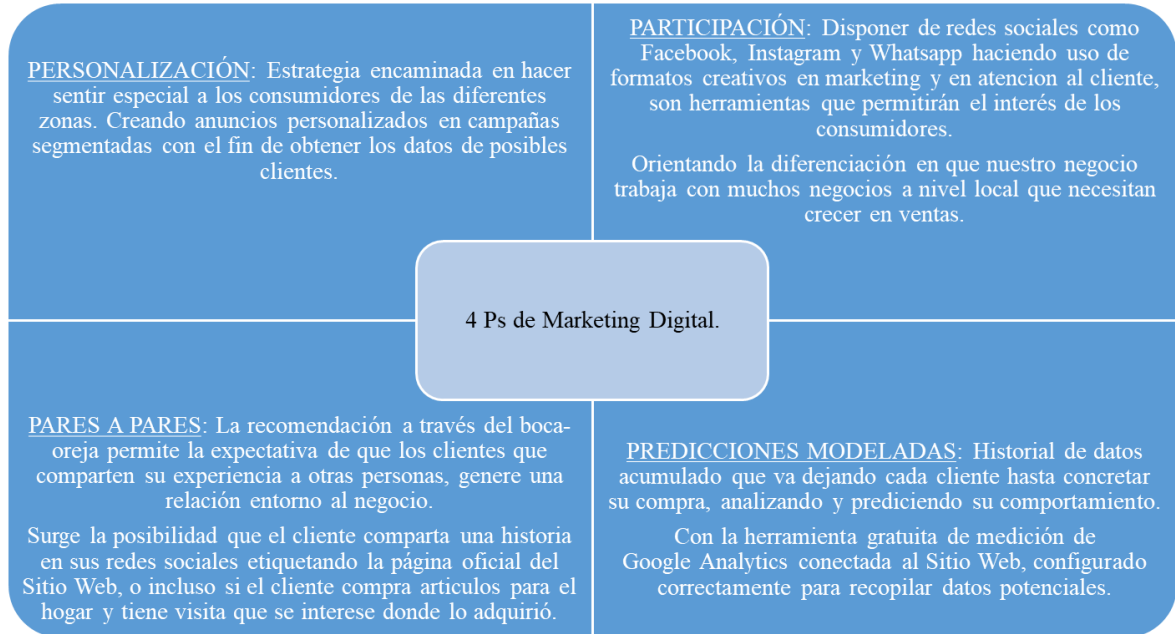 PERSONALIZACIÓN: Estrategia encaminada en hacer
sentir especial a los consumidores de las diferentes
zonas. Creando anuncios personalizados en campañas
segmentadas con el fin de obtener los datos de posibles
clientes.
PARTICIPACIÓN: Disponer de redes sociales como
Facebook, Instagram y Whatsapp haciendo uso de
formatos creativos en marketing y en atencion al cliente,
son herramientas que permitirán el interés de los
consumidores.
Orientando la diferenciación en que nuestro negocio
trabaja con muchos negocios a nivel local que necesitan
crecer en ventas.
4 Ps de Marketing Digital.
PARES A PARES: La recomendación a través del boca-
oreja permite la expectativa de que los clientes que
comparten su experiencia a otras personas, genere una
relación entorno al negocio.
Surge la posibilidad que el cliente comparta una historia
en sus redes sociales etiquetando la página oficial del
Sitio Web, o incluso si el cliente compra articulos para el
hogar y tiene visita que se interese donde lo adquirió.
PREDICCIONES MODELADAS: Historial de datos
acumulado que va dejando cada cliente hasta concretar
su compra, analizando y prediciendo su comportamiento.
Con la herramienta gratuita de medición de
Google Analytics conectada al Sitio Web, configurado
correctamente para recopilar datos potenciales.